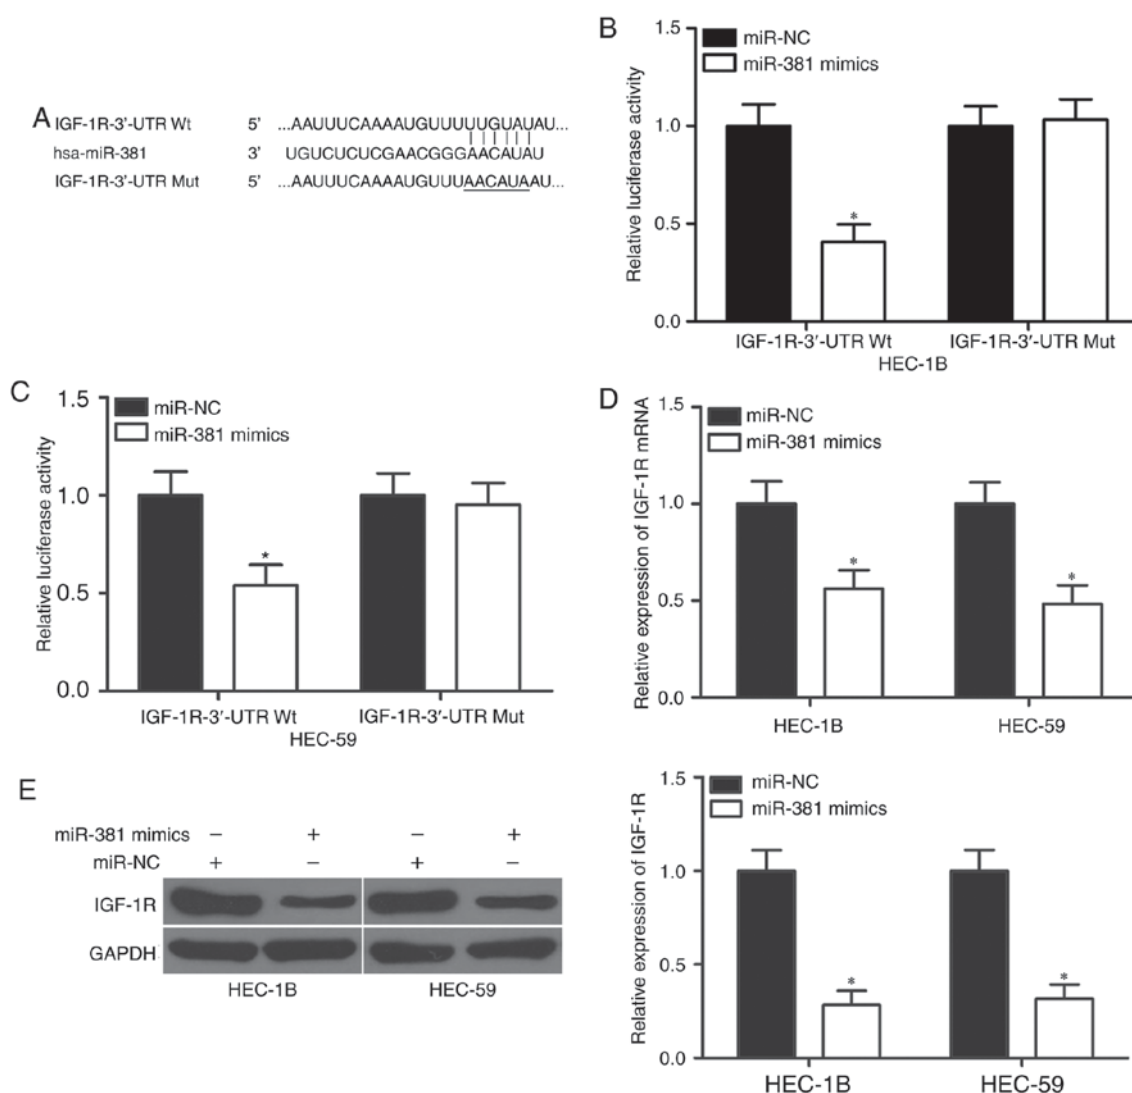 A
IGF-1R-3′-UTR Wt 5′ ...AAUUUCAAAAUGUUUUUGUAUAU...
hsa-miR-381 3′ UGUCUCUCGAACGGGAACAUAU
IGF-1R-3′-UTR Mut 5′ ...AAUUUCAAAAUGUUUAACAUAAU...
B
miR-NC
miR-381 mimics
Relative luciferase activity
1.5
1.0
0.5
0.0
*
IGF-1R-3′-UTR Wt IGF-1R-3′-UTR Mut
HEC-1B
C
miR-NC
miR-381 mimics
Relative luciferase activity
1.5
1.0
0.5
0.0
*
IGF-1R-3′-UTR Wt IGF-1R-3′-UTR Mut
HEC-59
D
miR-NC
miR-381 mimics
Relative expression of IGF-1R mRNA
1.5
1.0
0.5
0.0
* *
HEC-1B HEC-59
E
miR-381 mimics − + − +
miR-NC + − + −
IGF-1R
GAPDH
HEC-1B HEC-59
miR-NC
miR-381 mimics
Relative expression of IGF-1R
1.5
1.0
0.5
0.0
* *
HEC-1B HEC-59